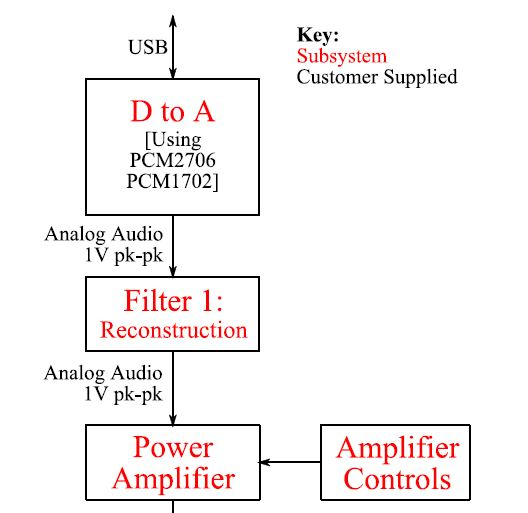 USB
Key:
Subsystem
Customer Supplied
D to A
[Using
PCM2706
PCM1702]
Analog Audio
1V pk-pk
Filter 1:
Reconstruction
Analog Audio
1V pk-pk
Power
Amplifier
Amplifier
Controls